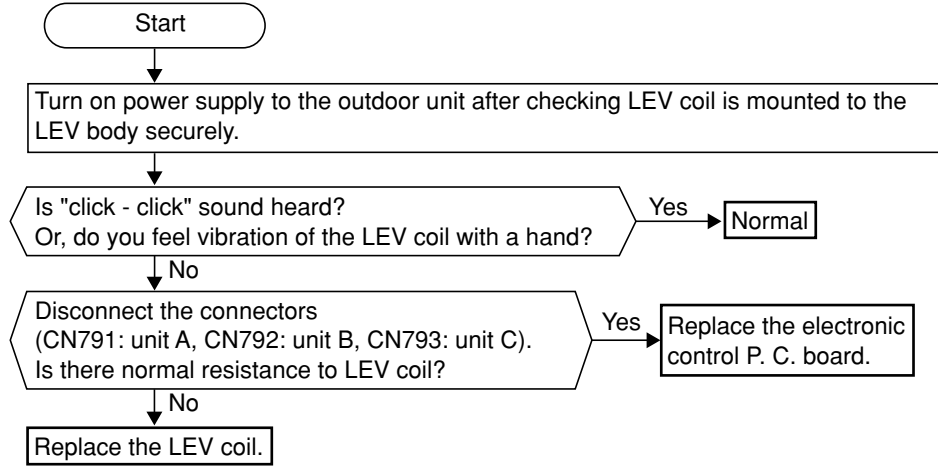 Start
Turn on power supply to the outdoor unit after checking LEV coil is mounted to the
LEV body securely.
Is "click - click" sound heard?
Or, do you feel vibration of the LEV coil with a hand?
Yes
Normal
No
Disconnect the connectors
(CN791: unit A, CN792: unit B, CN793: unit C).
Is there normal resistance to LEV coil?
Yes
Replace the electronic
control P. C. board.
No
Replace the LEV coil.